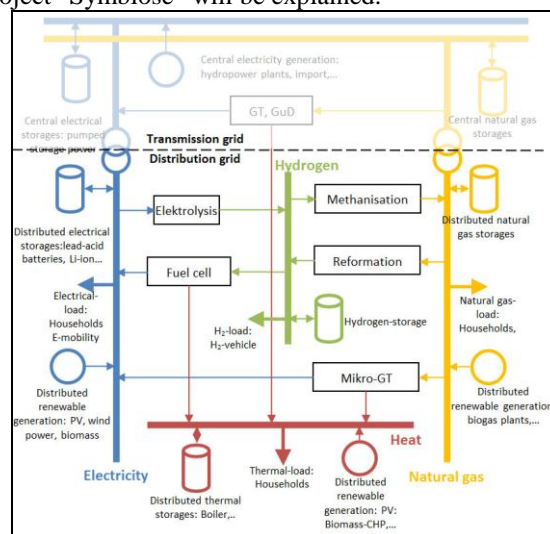 oject "Symbiose" will be explained.
Central electricity generation:
hydropower plants, import,...
Central electrical
storages: pumped
storage power
GT, GuD
Central natural gas
storages
Transmission grid
Distribution grid
Hydrogen
Elektrolysis
Methanisation
Distributed electrical
storages:lead-acid
batteries, Li-ion...
Distributed natural
gas storages
Fuel cell
Reformation
Electrical-
load:
Households
E-mobility
H₂-load:
H₂-vehicle
Hydrogen-storage
Natural gas-
load:
Households,
Mikro-GT
Distributed
renewable
generation: PV, wind
power, biomass
Distributed
renewable generation
biogas plants,...
Heat
Electricity
Natural gas
Thermal-load:
Households
Distributed thermal
storages: Boiler,..
Distributed
renewable
generation: PV:
Biomass-CHP,...